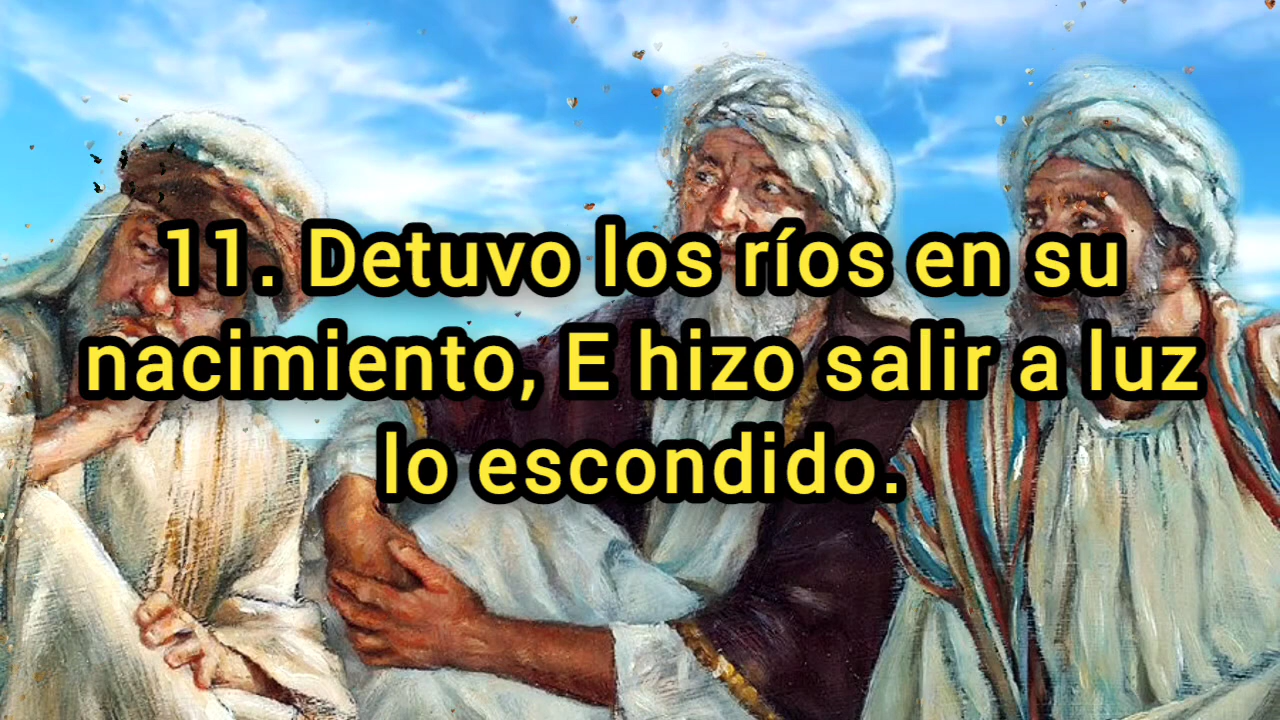 11. Detuvo los ríos en su
nacimiento, E hizo salir a luz
lo escondido.